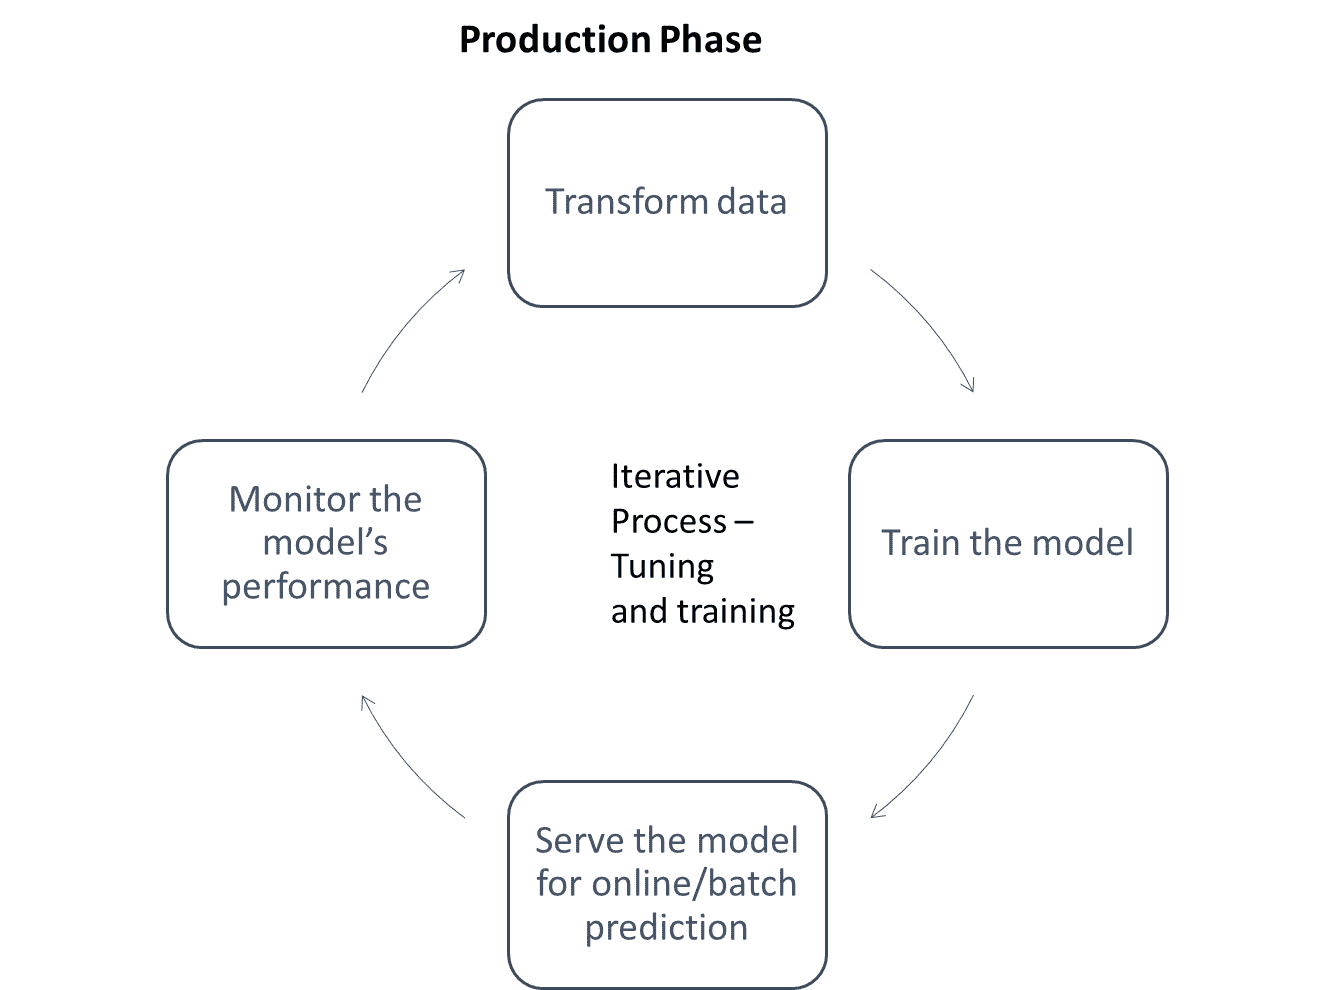 Production Phase
Transform data
Monitor the
model's
performance
Iterative
Process –
Tuning
and training
Train the model
Serve the model
for online/batch
prediction